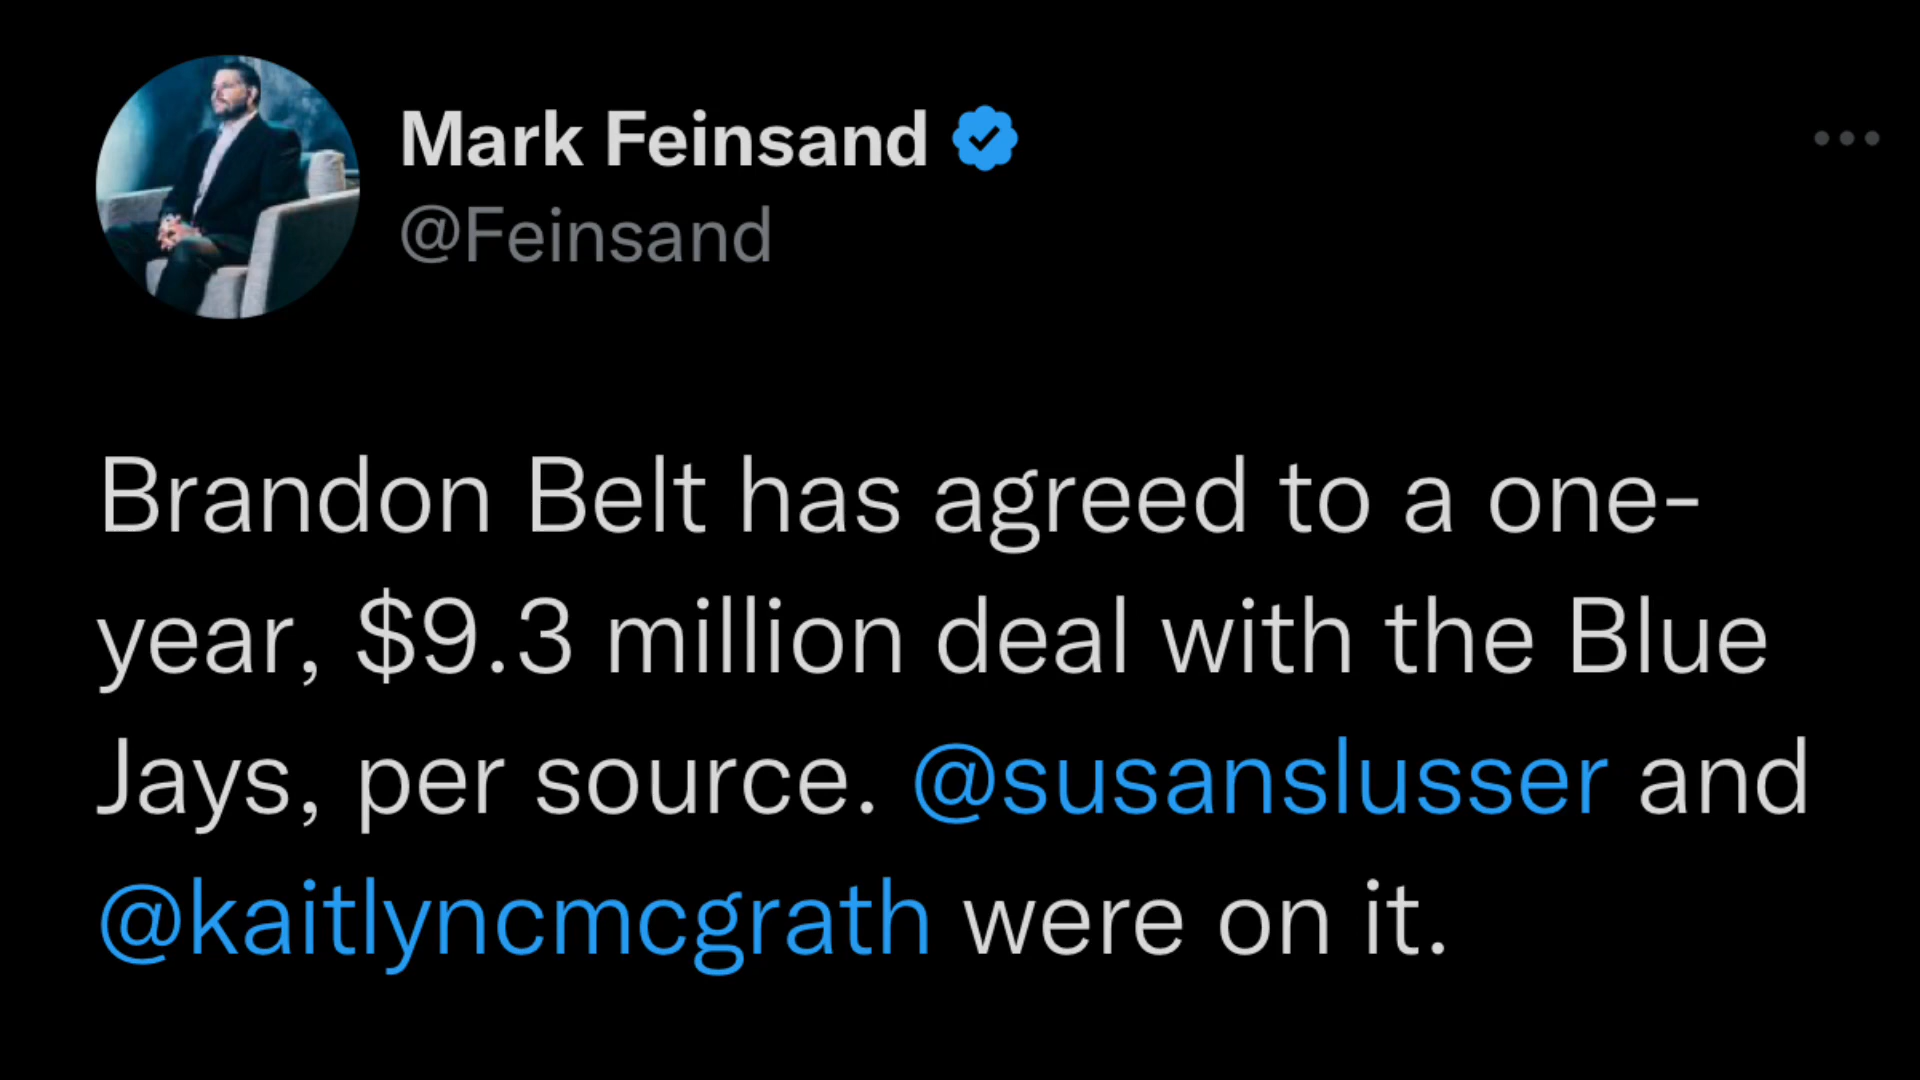 Mark Feinsand
@Feinsand
Brandon Belt has agreed to a one-
year, $9.3 million deal with the Blue
Jays, per source. @susanslusser and
@kaitlyncmcgrath were on it.